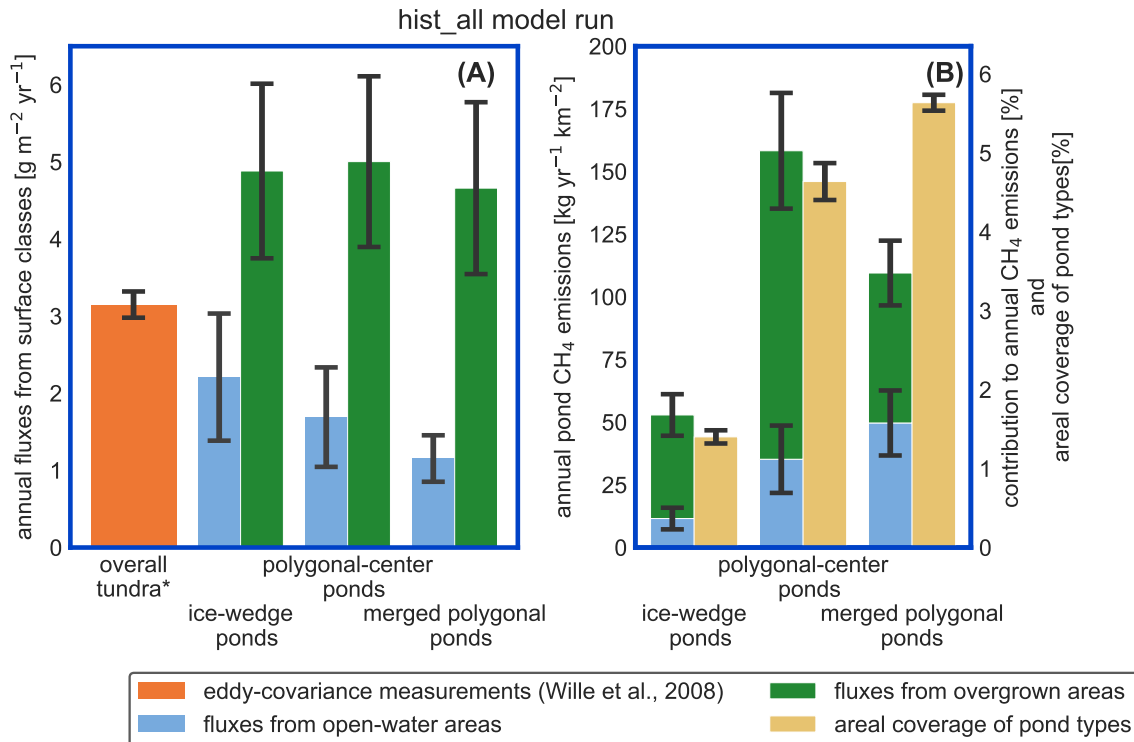 hist_all model run
annual fluxes from surface classes [g m⁻² yr⁻¹]
6
5
4
3
2
1
0
(A)
overall
tundra*
ice-wedge
ponds
polygonal-center
ponds
merged polygonal
ponds
annual pond CH₄ emissions [kg yr⁻¹ km⁻²]
200
175
150
125
100
75
50
25
0
(B)
6
5
4
3
2
1
0
contribution to annual CH₄ emissions [%]
and
areal coverage of pond types[%]
ice-wedge
ponds
polygonal-center
ponds
merged polygonal
ponds
eddy-covariance measurements (Wille et al., 2008)
fluxes from open-water areas
fluxes from overgrown areas
areal coverage of pond types